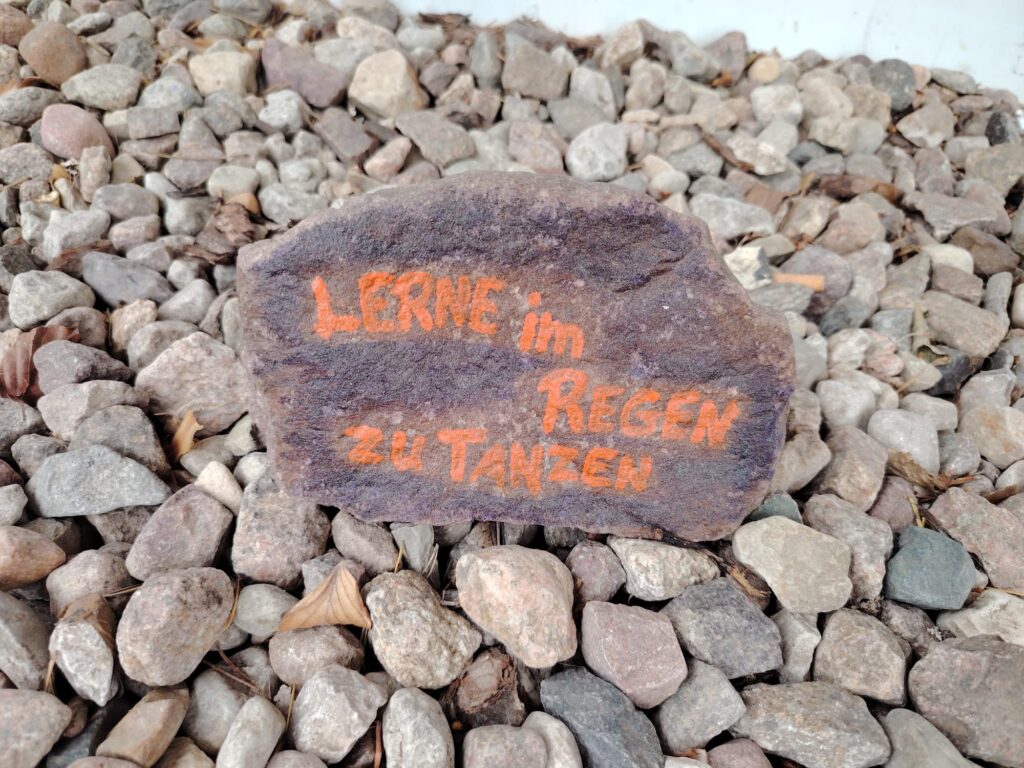 LERNE im
REGEN
zu TANZEN